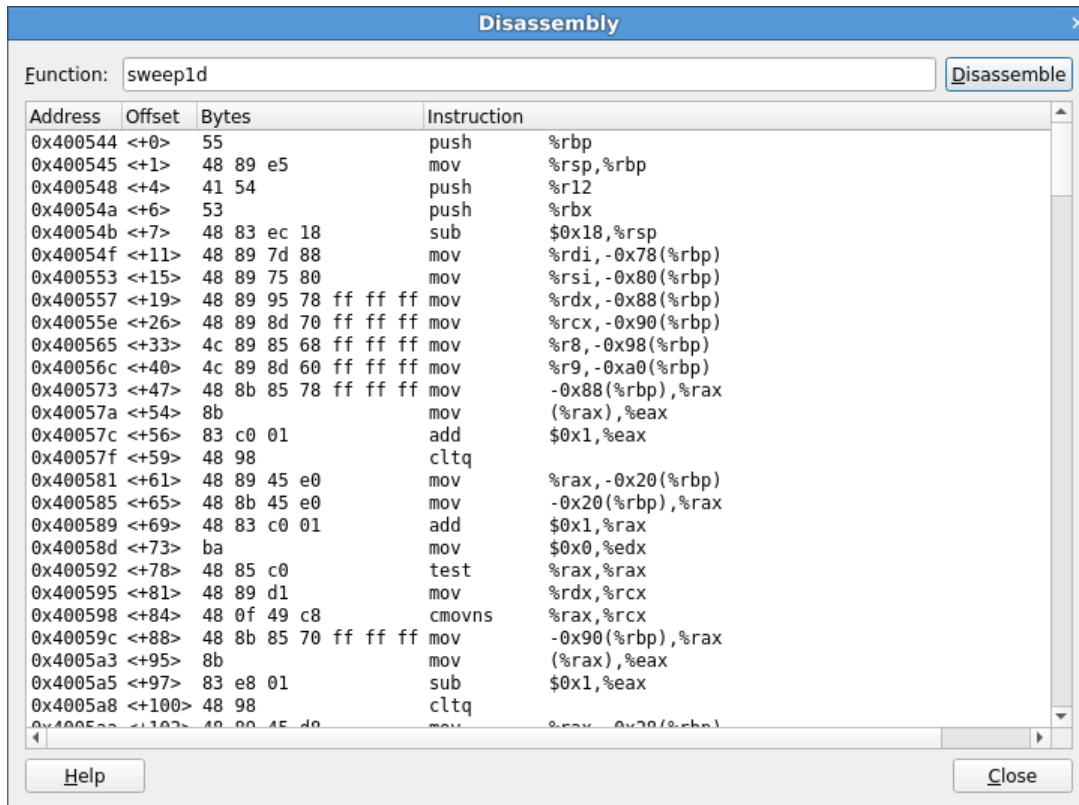 Disassembly
Function: sweep1d Disassemble
Address Offset Bytes Instruction
0x400544 <+0> 55 push %rbp
0x400545 <+1> 48 89 e5 mov %rsp,%rbp
0x400548 <+4> 41 54 push %r12
0x40054a <+6> 53 push %rbx
0x40054b <+7> 48 83 ec 18 sub $0x18,%rsp
0x40054f <+11> 48 89 7d 88 mov %rdi,-0x78(%rbp)
0x400553 <+15> 48 89 75 80 mov %rsi,-0x80(%rbp)
0x400557 <+19> 48 89 95 78 ff ff ff mov %rdx,-0x88(%rbp)
0x40055e <+26> 48 89 8d 70 ff ff ff mov %rcx,-0x90(%rbp)
0x400565 <+33> 4c 89 85 68 ff ff ff mov %r8,-0x98(%rbp)
0x40056c <+40> 4c 89 8d 60 ff ff ff mov %r9,-0xa0(%rbp)
0x400573 <+47> 48 8b 85 78 ff ff ff mov -0x88(%rbp),%rax
0x40057a <+54> 8b mov (%rax),%eax
0x40057c <+56> 83 c0 01 add $0x1,%eax
0x40057f <+59> 48 98 cltq
0x400581 <+61> 48 89 45 e0 mov %rax,-0x20(%rbp)
0x400585 <+65> 48 8b 45 e0 mov -0x20(%rbp),%rax
0x400589 <+69> 48 83 c0 01 add $0x1,%rax
0x40058d <+73> ba mov $0x0,%edx
0x400592 <+78> 48 85 c0 test %rax,%rax
0x400595 <+81> 48 89 d1 mov %rdx,%rcx
0x400598 <+84> 48 0f 49 c8 cmovns %rax,%rcx
0x40059c <+88> 48 8b 85 70 ff ff ff mov -0x90(%rbp),%rax
0x4005a3 <+95> 8b mov (%rax),%eax
0x4005a5 <+97> 83 e8 01 sub $0x1,%eax
0x4005a8 <+100> 48 98 cltq
Help Close